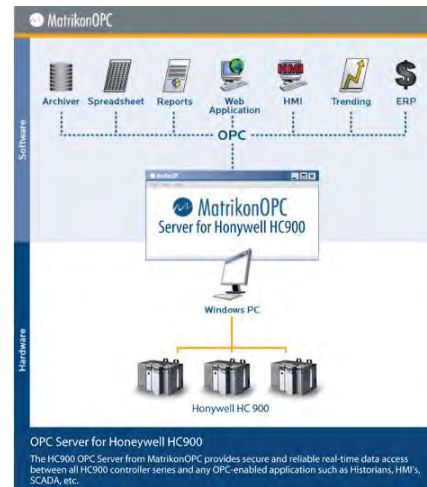 MatrikonOPC
Archiver Spreadsheet Reports Web Application HMI Trending ERP
HMI
OPC
Software
MatrikonOPC
Server for Honywell HC900
Windows PC
Hardware
Honywell HC 900
OPC Server for Honeywell HC900
The HC900 OPC Server from MatrikonOPC provides secure and reliable real-time data access
between all HC900 controller series and any OPC-enabled application such as Historians, HMI's,
SCADA, etc.